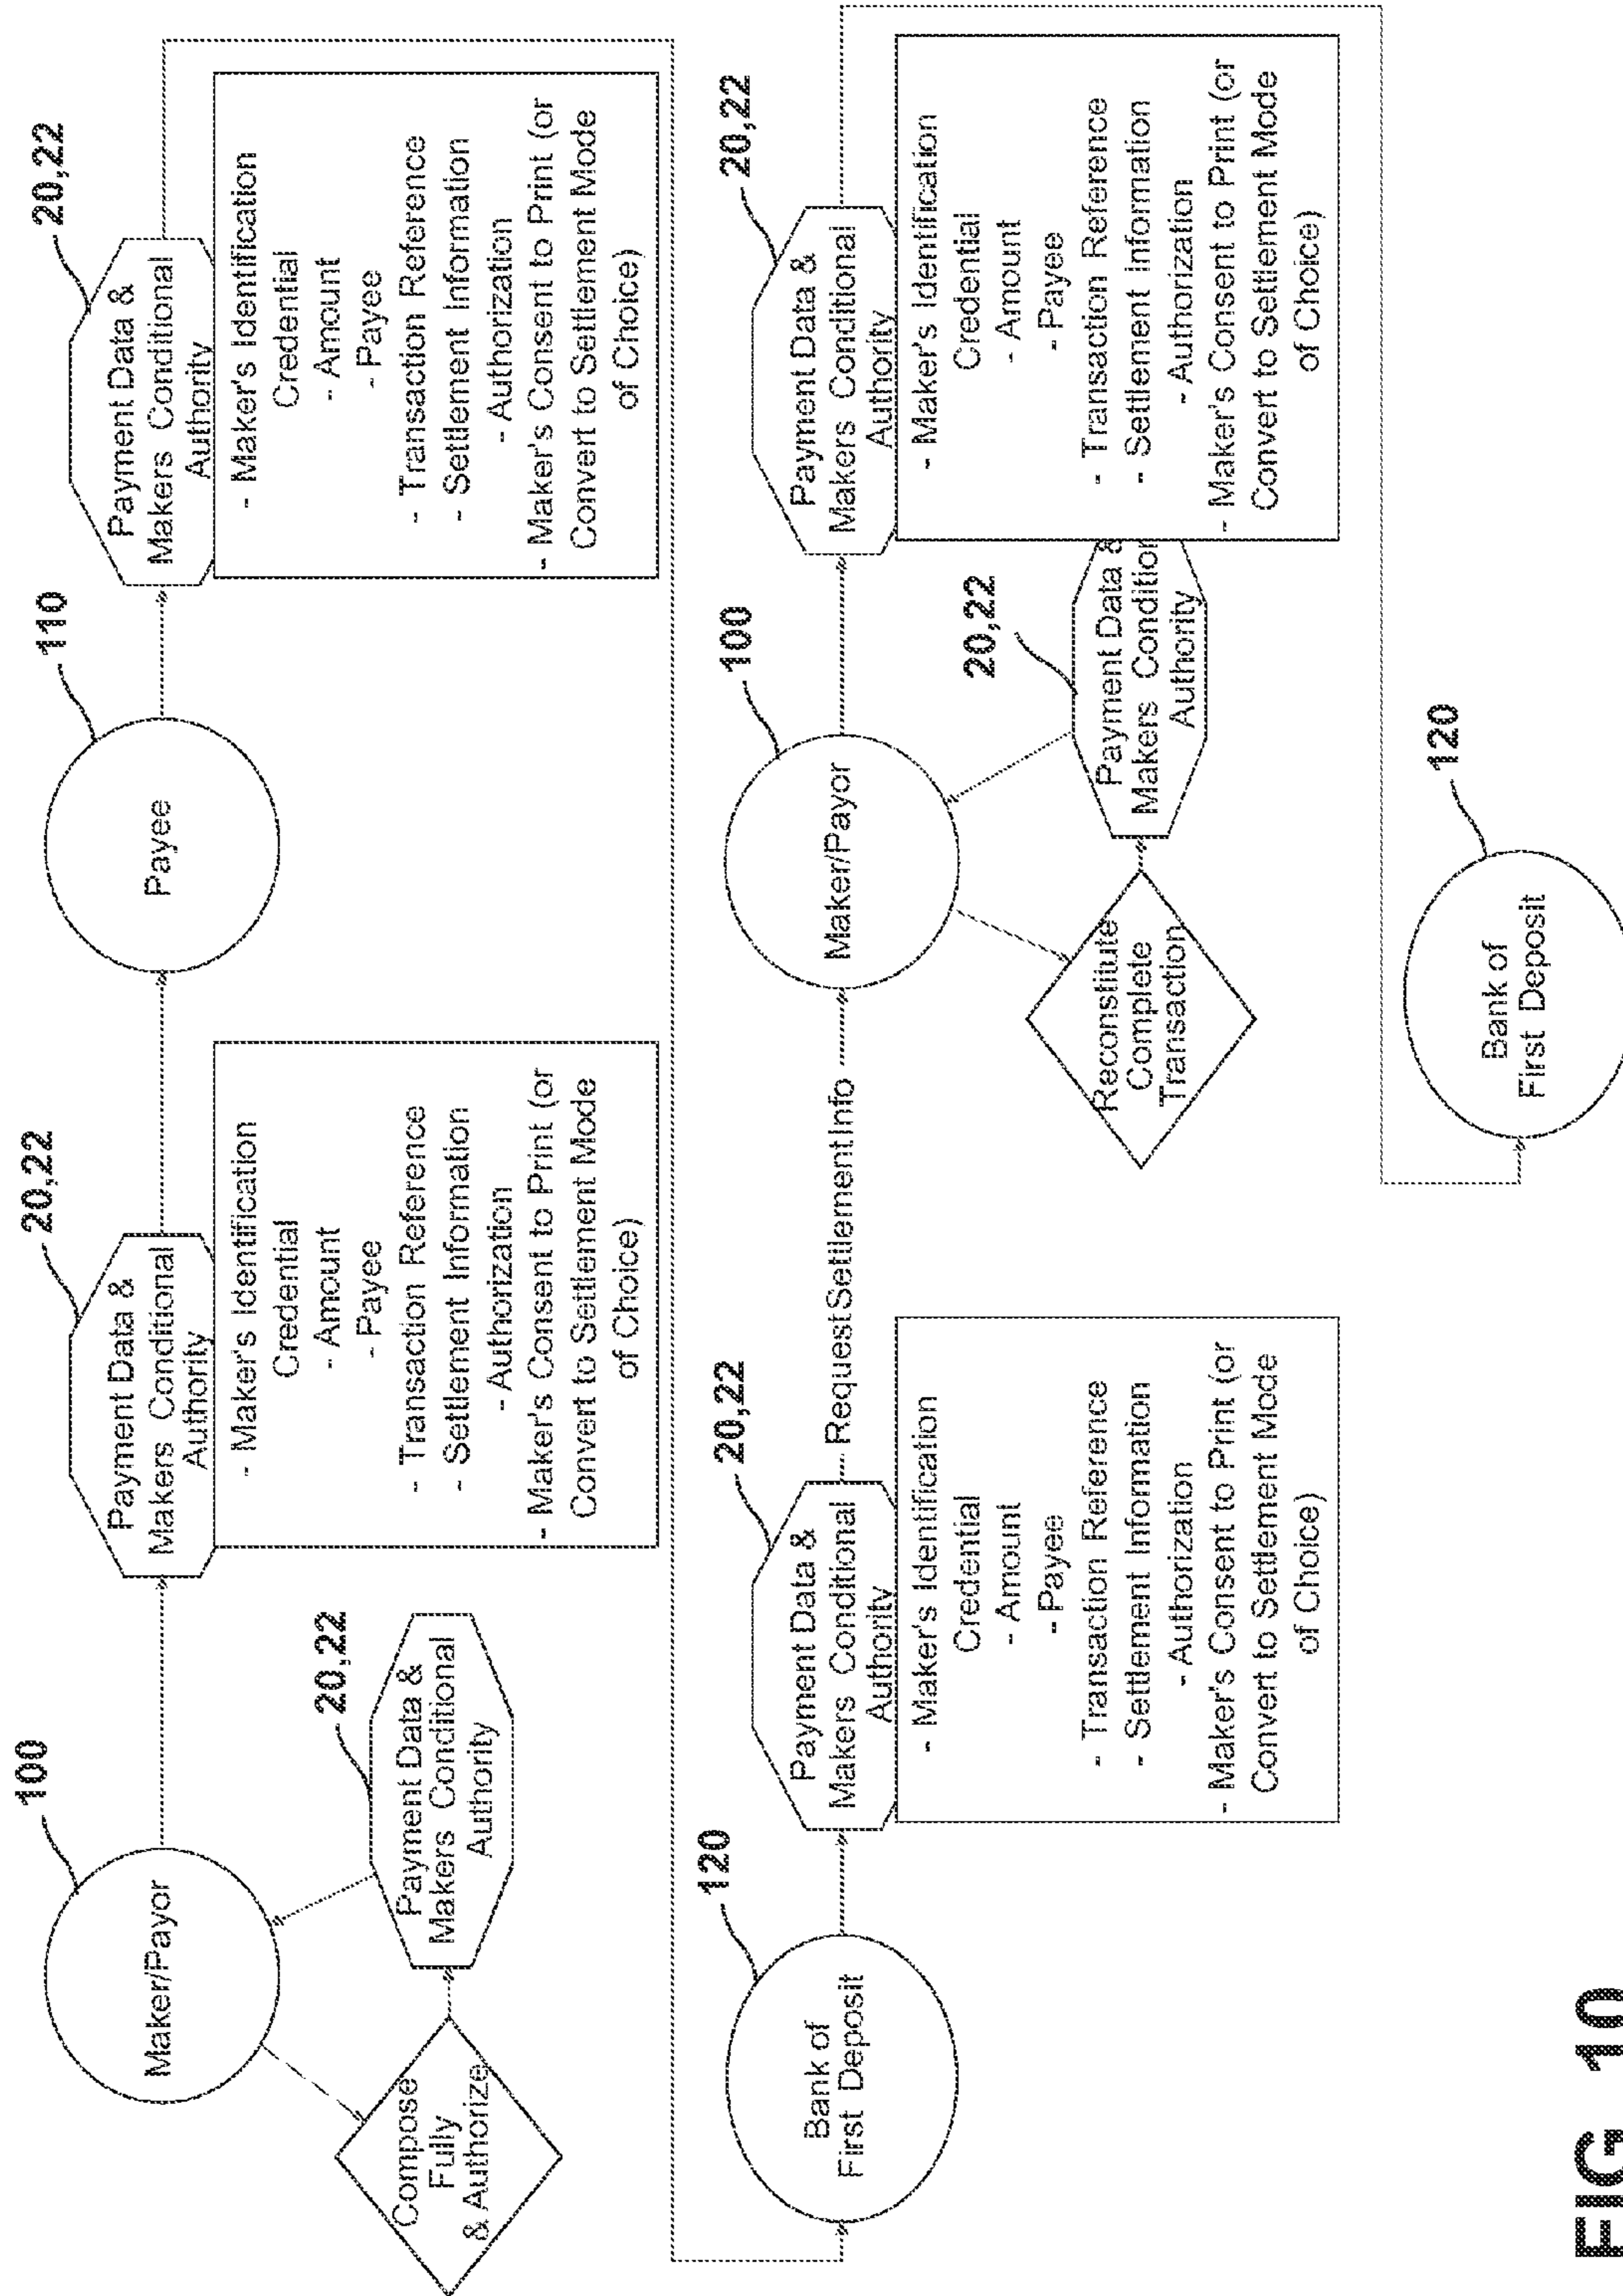 100
Maker/Payor
Compose
Fully
& Authorize
20,22
Payment Data &
Makers Conditional
Authority
20,22
Payment Data &
Makers Conditional
Authority
- Maker's Identification
Credential
- Amount
- Payee
- Transaction Reference
- Settlement Information
- Authorization
- Maker's Consent to Print (or
Convert to Settlement Mode
of Choice)
110
Payee
20,22
Payment Data &
Makers Conditional
Authority
- Maker's Identification
Credential
- Amount
- Payee
- Transaction Reference
- Settlement Information
- Authorization
- Maker's Consent to Print (or
Convert to Settlement Mode
of Choice)
120
Bank of
First Deposit
20,22
Payment Data &
Makers Conditional
Authority
- Maker's Identification
Credential
- Amount
- Payee
- Transaction Reference
- Settlement Information
- Authorization
- Maker's Consent to Print (or
Convert to Settlement Mode
of Choice)
Request Settlement Info
100
Maker/Payor
Reconstitute
Complete
Transaction
20,22
Payment Data &
Makers Condition
Authority
20,22
Payment Data &
Makers Conditional
Authority
- Maker's Identification
Credential
- Amount
- Payee
- Transaction Reference
- Settlement Information
- Authorization
- Maker's Consent to Print (or
Convert to Settlement Mode
of Choice)
120
Bank of
First Deposit
FIG 10